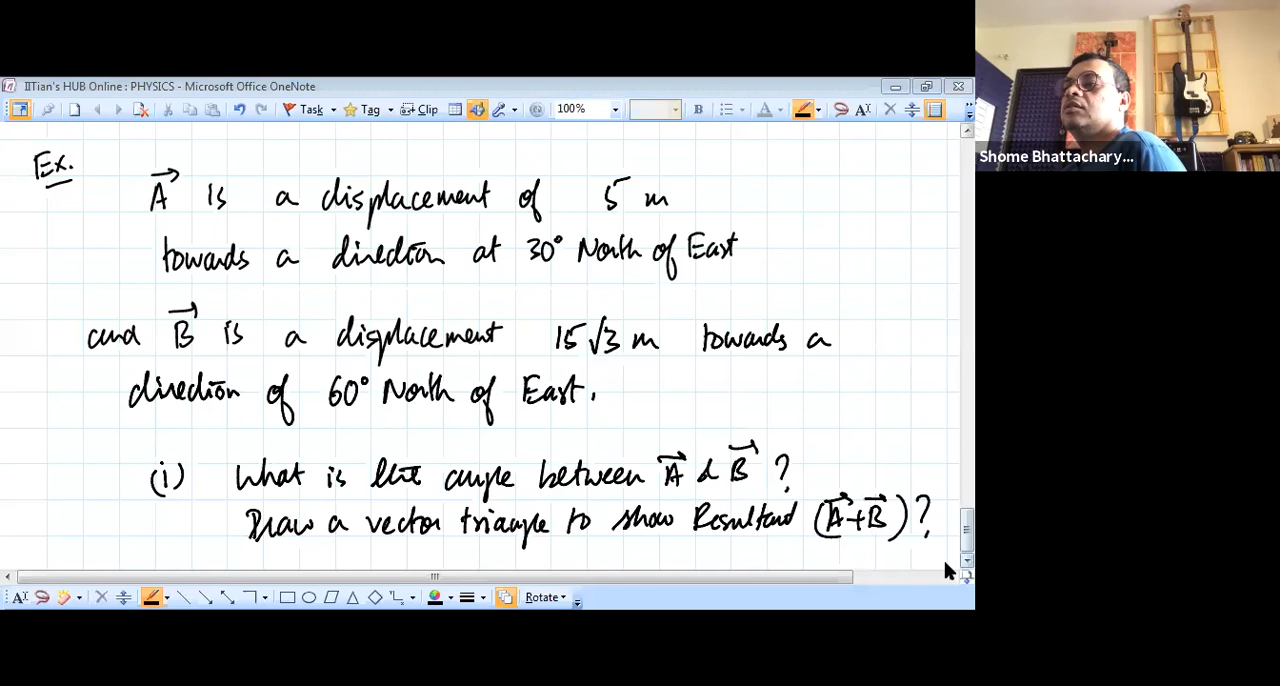 IITian's HUB Online : PHYSICS - Microsoft Office OneNote
Task Tag Clip 100% B A
Shome Bhattachary...
Ex.
A is a displacement of 5 m
towards a direction at 30° North of East
and B is a displacement 15√3 m towards a
direction of 60° North of East.
(i) What is the angle between A & B ?
Draw a vector triangle to show Resultant (A+B)?
Rotate